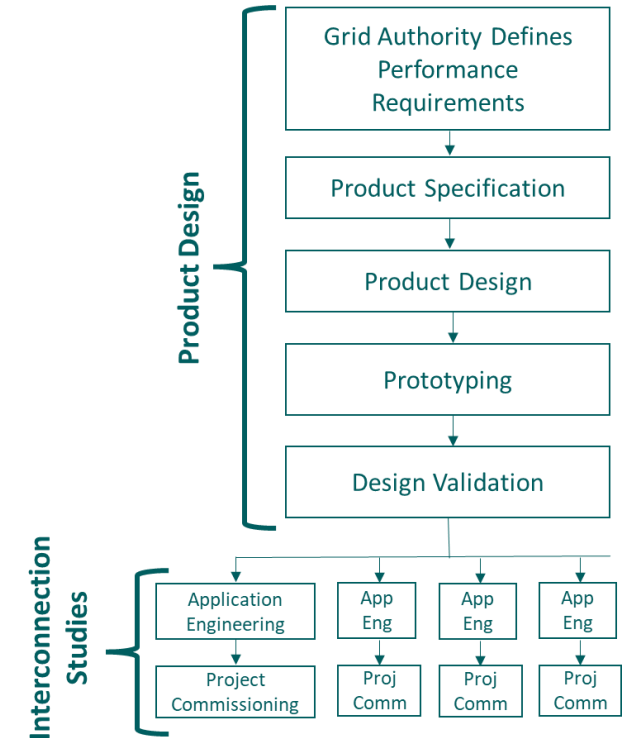 Grid Authority Defines
Performance
Requirements
Product Specification
Product Design
Product Design
Prototyping
Design Validation
Interconnection
Studies
Application
Engineering
App
Eng
App
Eng
App
Eng
Project
Commissioning
Proj
Comm
Proj
Comm
Proj
Comm